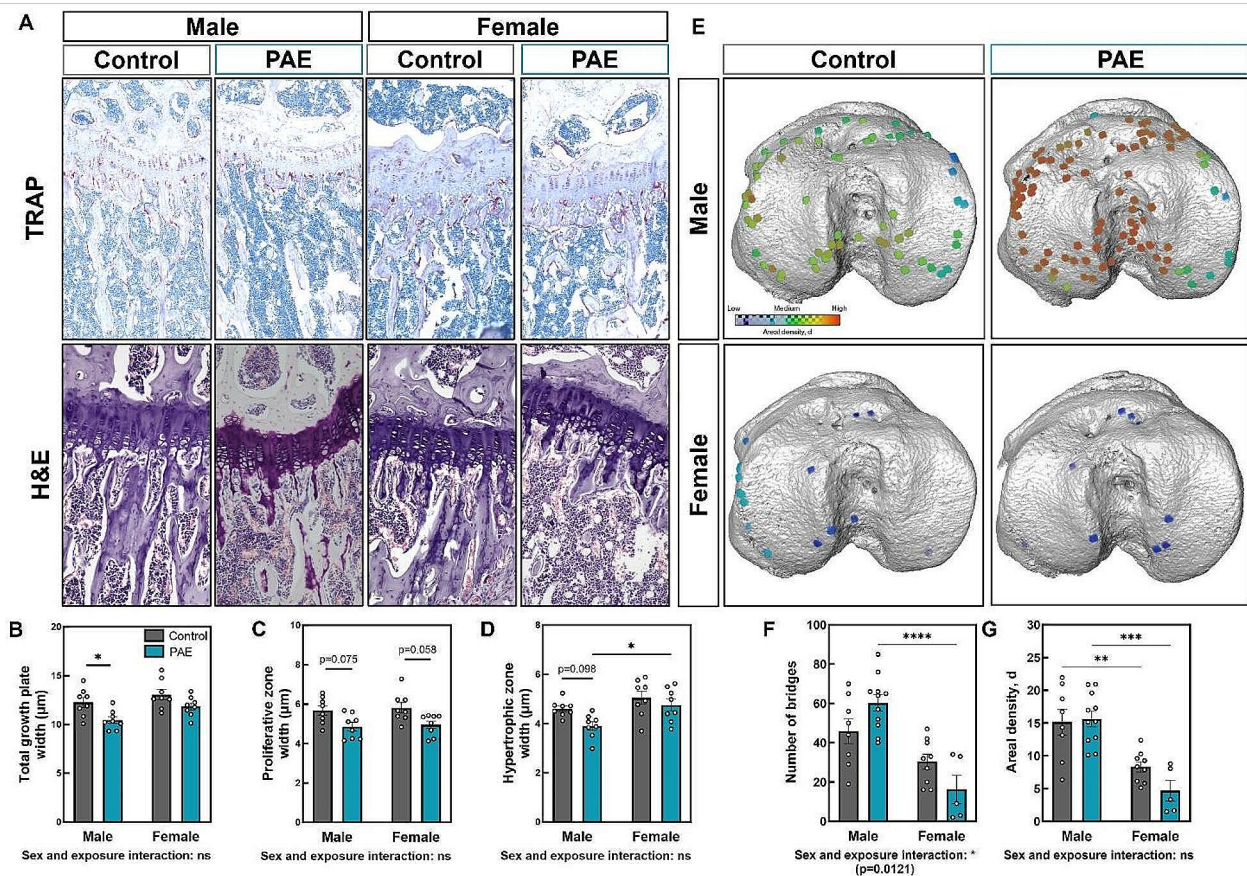 A
Male
Female
Control
PAE
Control
PAE
TRAP
H&E
E
Control
PAE
Male
Low
Medium
High
Areal density, d
Female
B
Total growth plate
width (µm)
20
15
10
5
0
Control
PAE
*
Male
Female
Sex and exposure interaction: ns
C
Proliferative zone
width (µm)
10
8
6
4
2
0
p=0.075
p=0.058
Male
Female
Sex and exposure interaction: ns
D
Hypertrophic zone
width (µm)
8
6
4
2
0
p=0.098
*
Male
Female
Sex and exposure interaction: ns
F
Number of bridges
100
80
60
40
20
0
****
Male
Female
Sex and exposure interaction: *
(p=0.0121)
G
Areal density, d
30
25
20
15
10
5
0
**
***
Male
Female
Sex and exposure interaction: ns